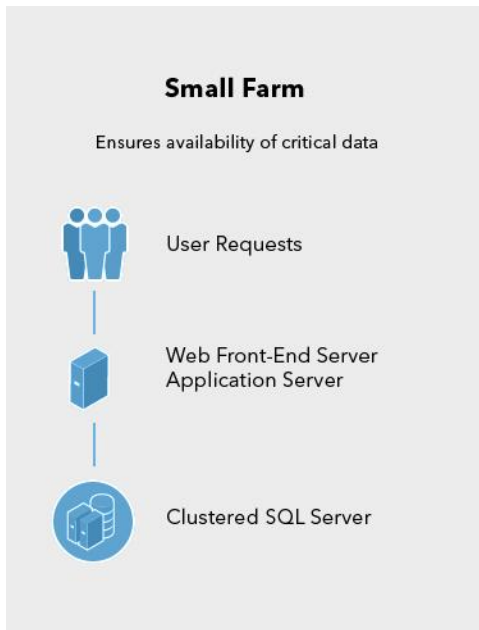 Small Farm
Ensures availability of critical data
User Requests
Web Front-End Server
Application Server
Clustered SQL Server